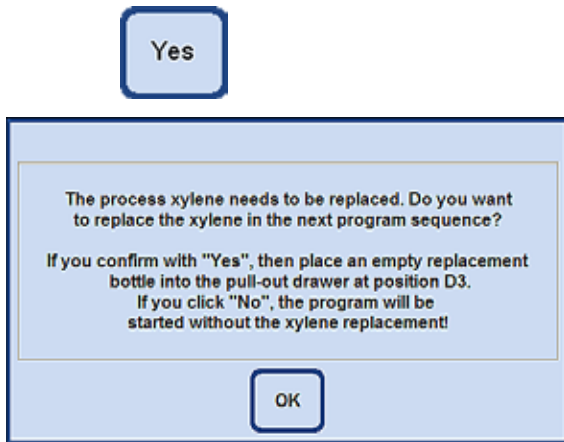 Yes
The process xylene needs to be replaced. Do you want
to replace the xylene in the next program sequence?
If you confirm with "Yes", then place an empty replacement
bottle into the pull-out drawer at position D3.
If you click "No", the program will be
started without the xylene replacement!
OK